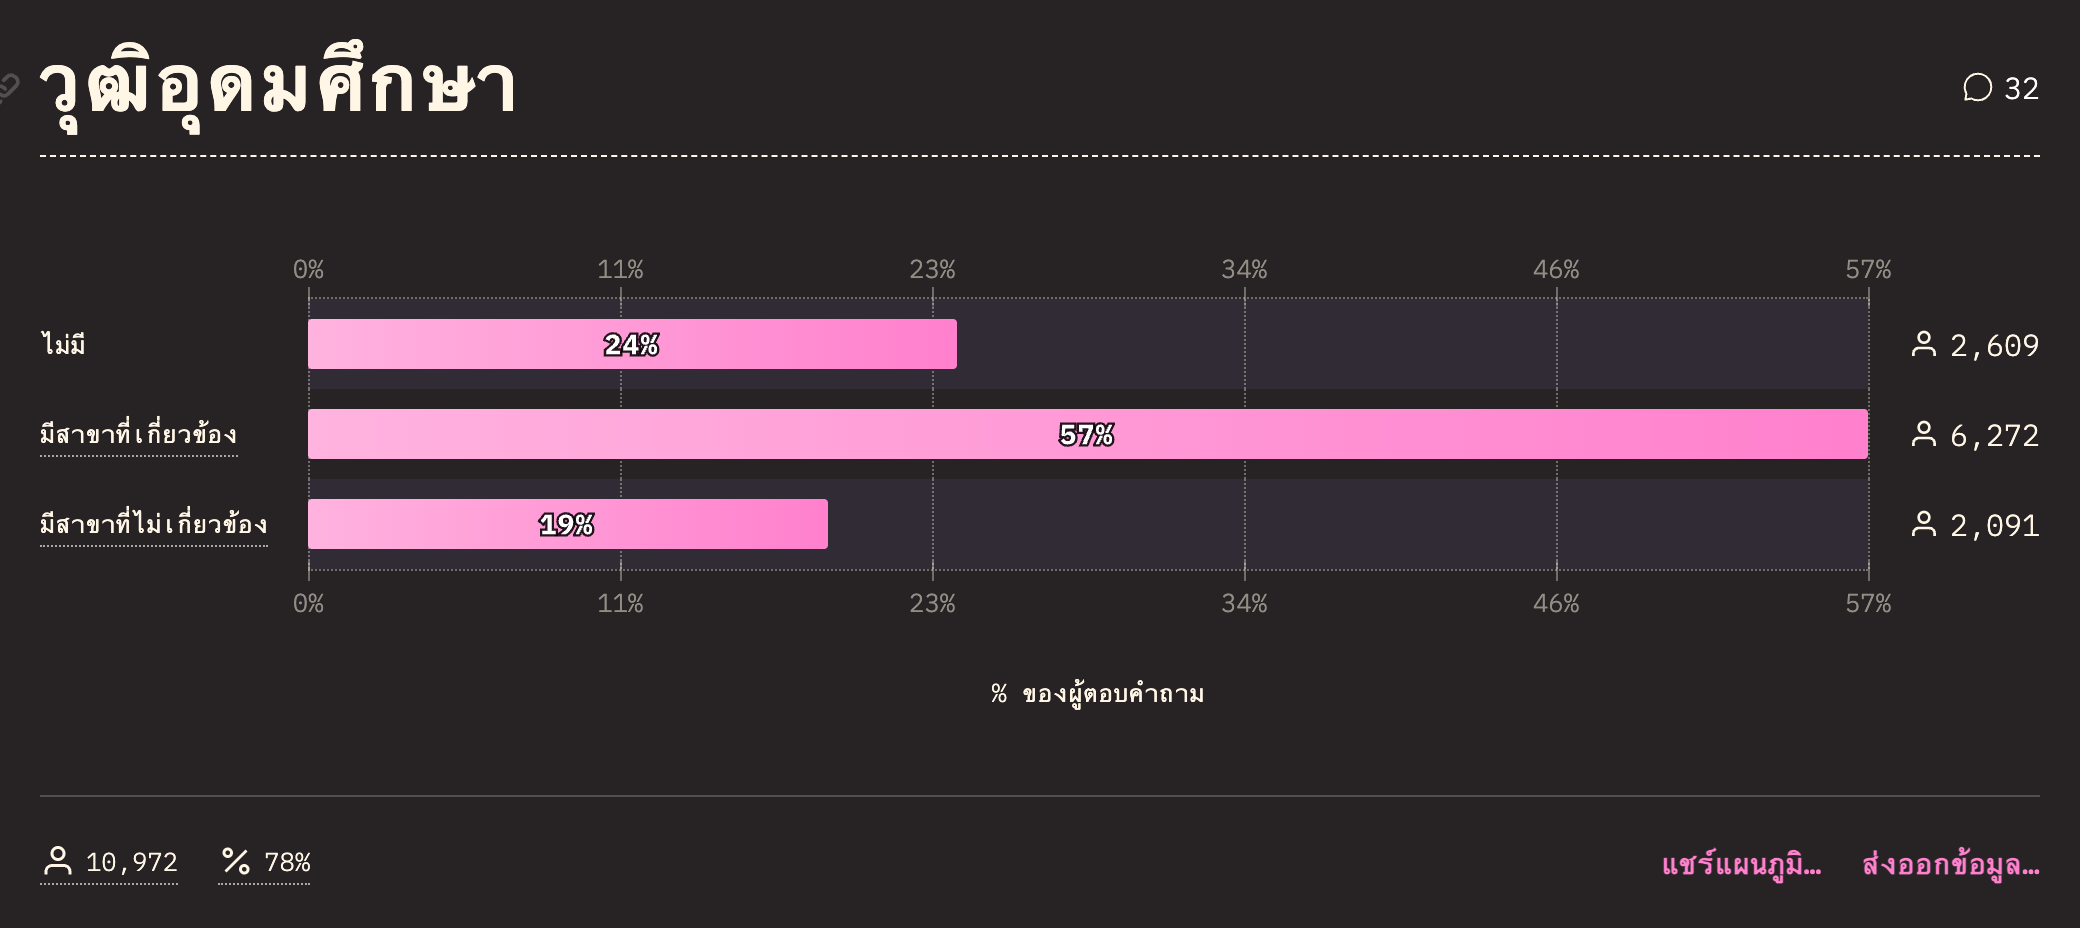 วุฒิอุดมศึกษา
32
0% 11% 23% 34% 46% 57%
ไม่มี 24% 2,609
มีสาขาที่เกี่ยวข้อง 57% 6,272
มีสาขาที่ไม่เกี่ยวข้อง 19% 2,091
0% 11% 23% 34% 46% 57%
% ของผู้ตอบคำถาม
10,972 78% แชร์แผนภูมิ… ส่งออกข้อมูล…